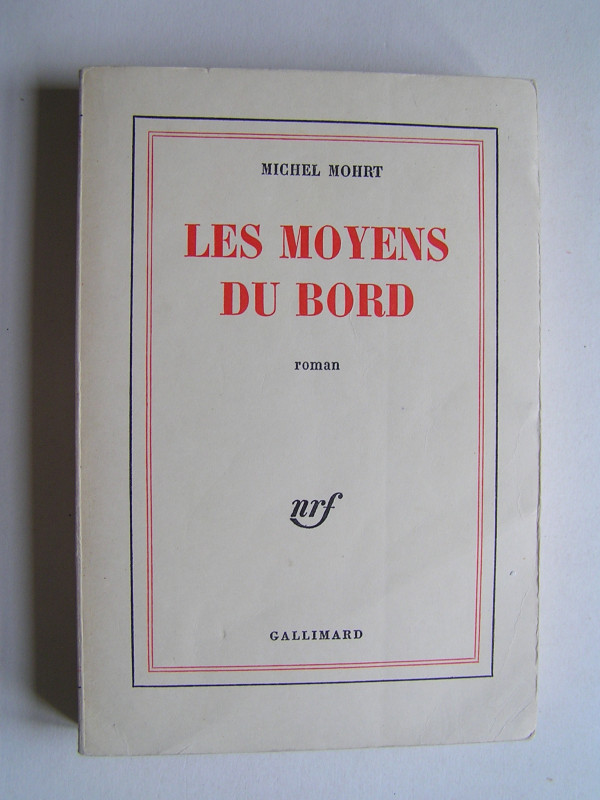 MICHEL MOHRT
LES MOYENS
DU BORD
roman
nrf
GALLIMARD